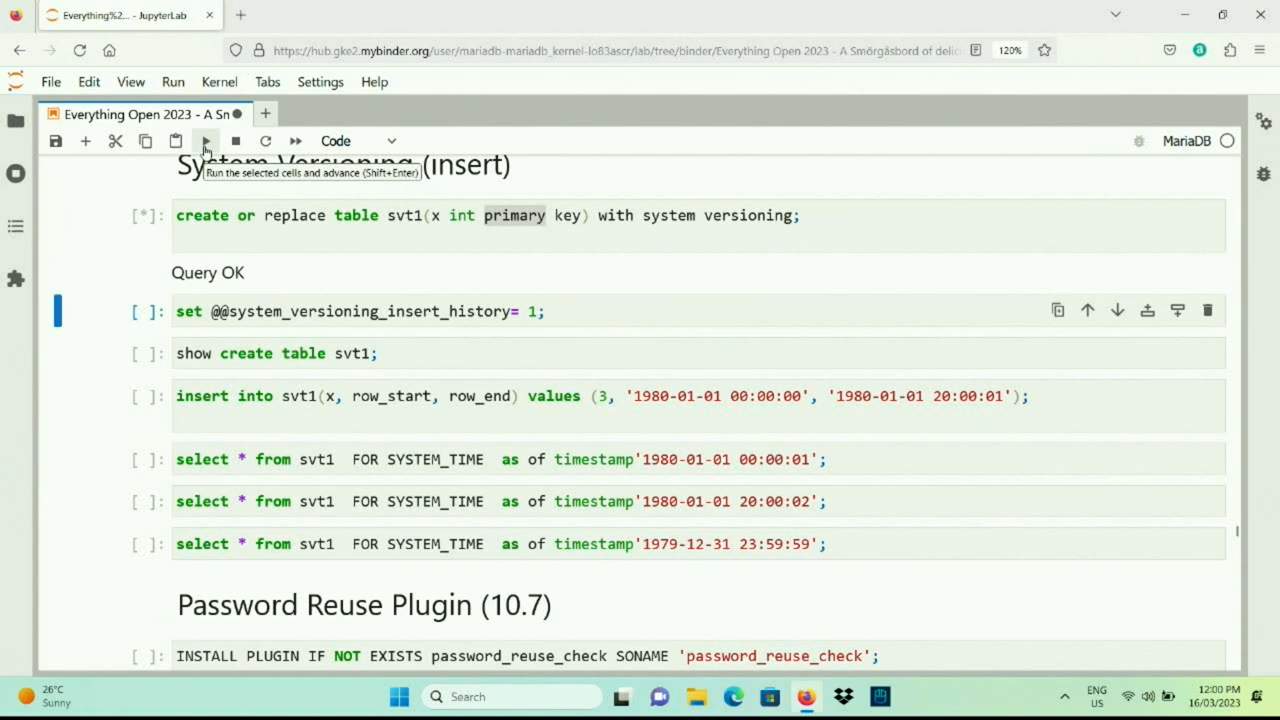 Everything%2... - JupyterLab
https://hub.gke2.mybinder.org/user/mariadb-mariadb_kernel-lo83ascr/lab/tree/binder/Everything Open 2023 - A Smörgåsbord of delic
120%
File Edit View Run Kernel Tabs Settings Help
Everything Open 2023 - A Sn
Code
MariaDB
System Versioning (insert)
Run the selected cells and advance (Shift+Enter)
[*]: create or replace table svt1(x int primary key) with system versioning;
Query OK
[ ]: set @@system_versioning_insert_history= 1;
[ ]: show create table svt1;
[ ]: insert into svt1(x, row_start, row_end) values (3, '1980-01-01 00:00:00', '1980-01-01 20:00:01');
[ ]: select * from svt1 FOR SYSTEM_TIME as of timestamp'1980-01-01 00:00:01';
[ ]: select * from svt1 FOR SYSTEM_TIME as of timestamp'1980-01-01 20:00:02';
[ ]: select * from svt1 FOR SYSTEM_TIME as of timestamp'1979-12-31 23:59:59';
Password Reuse Plugin (10.7)
[ ]: INSTALL PLUGIN IF NOT EXISTS password_reuse_check SONAME 'password_reuse_check';
26°C
Sunny
Search
ENG
US
12:00 PM
16/03/2023